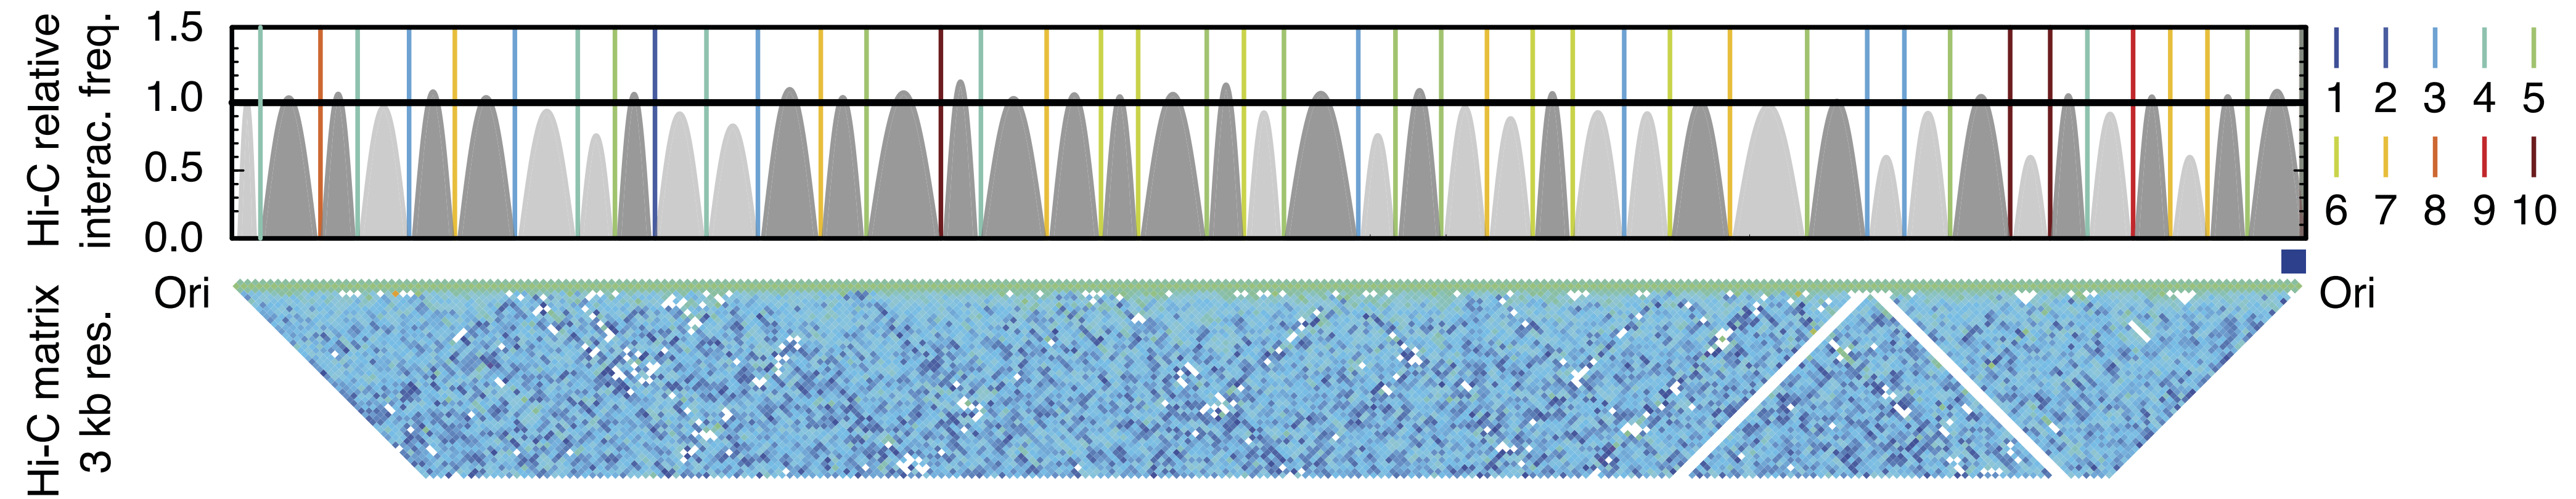 Hi-C relative
interac. freq.
1.5
1.0
0.5
0.0
1 2 3 4 5
6 7 8 9 10
Hi-C matrix
3 kb res.
Ori
Ori